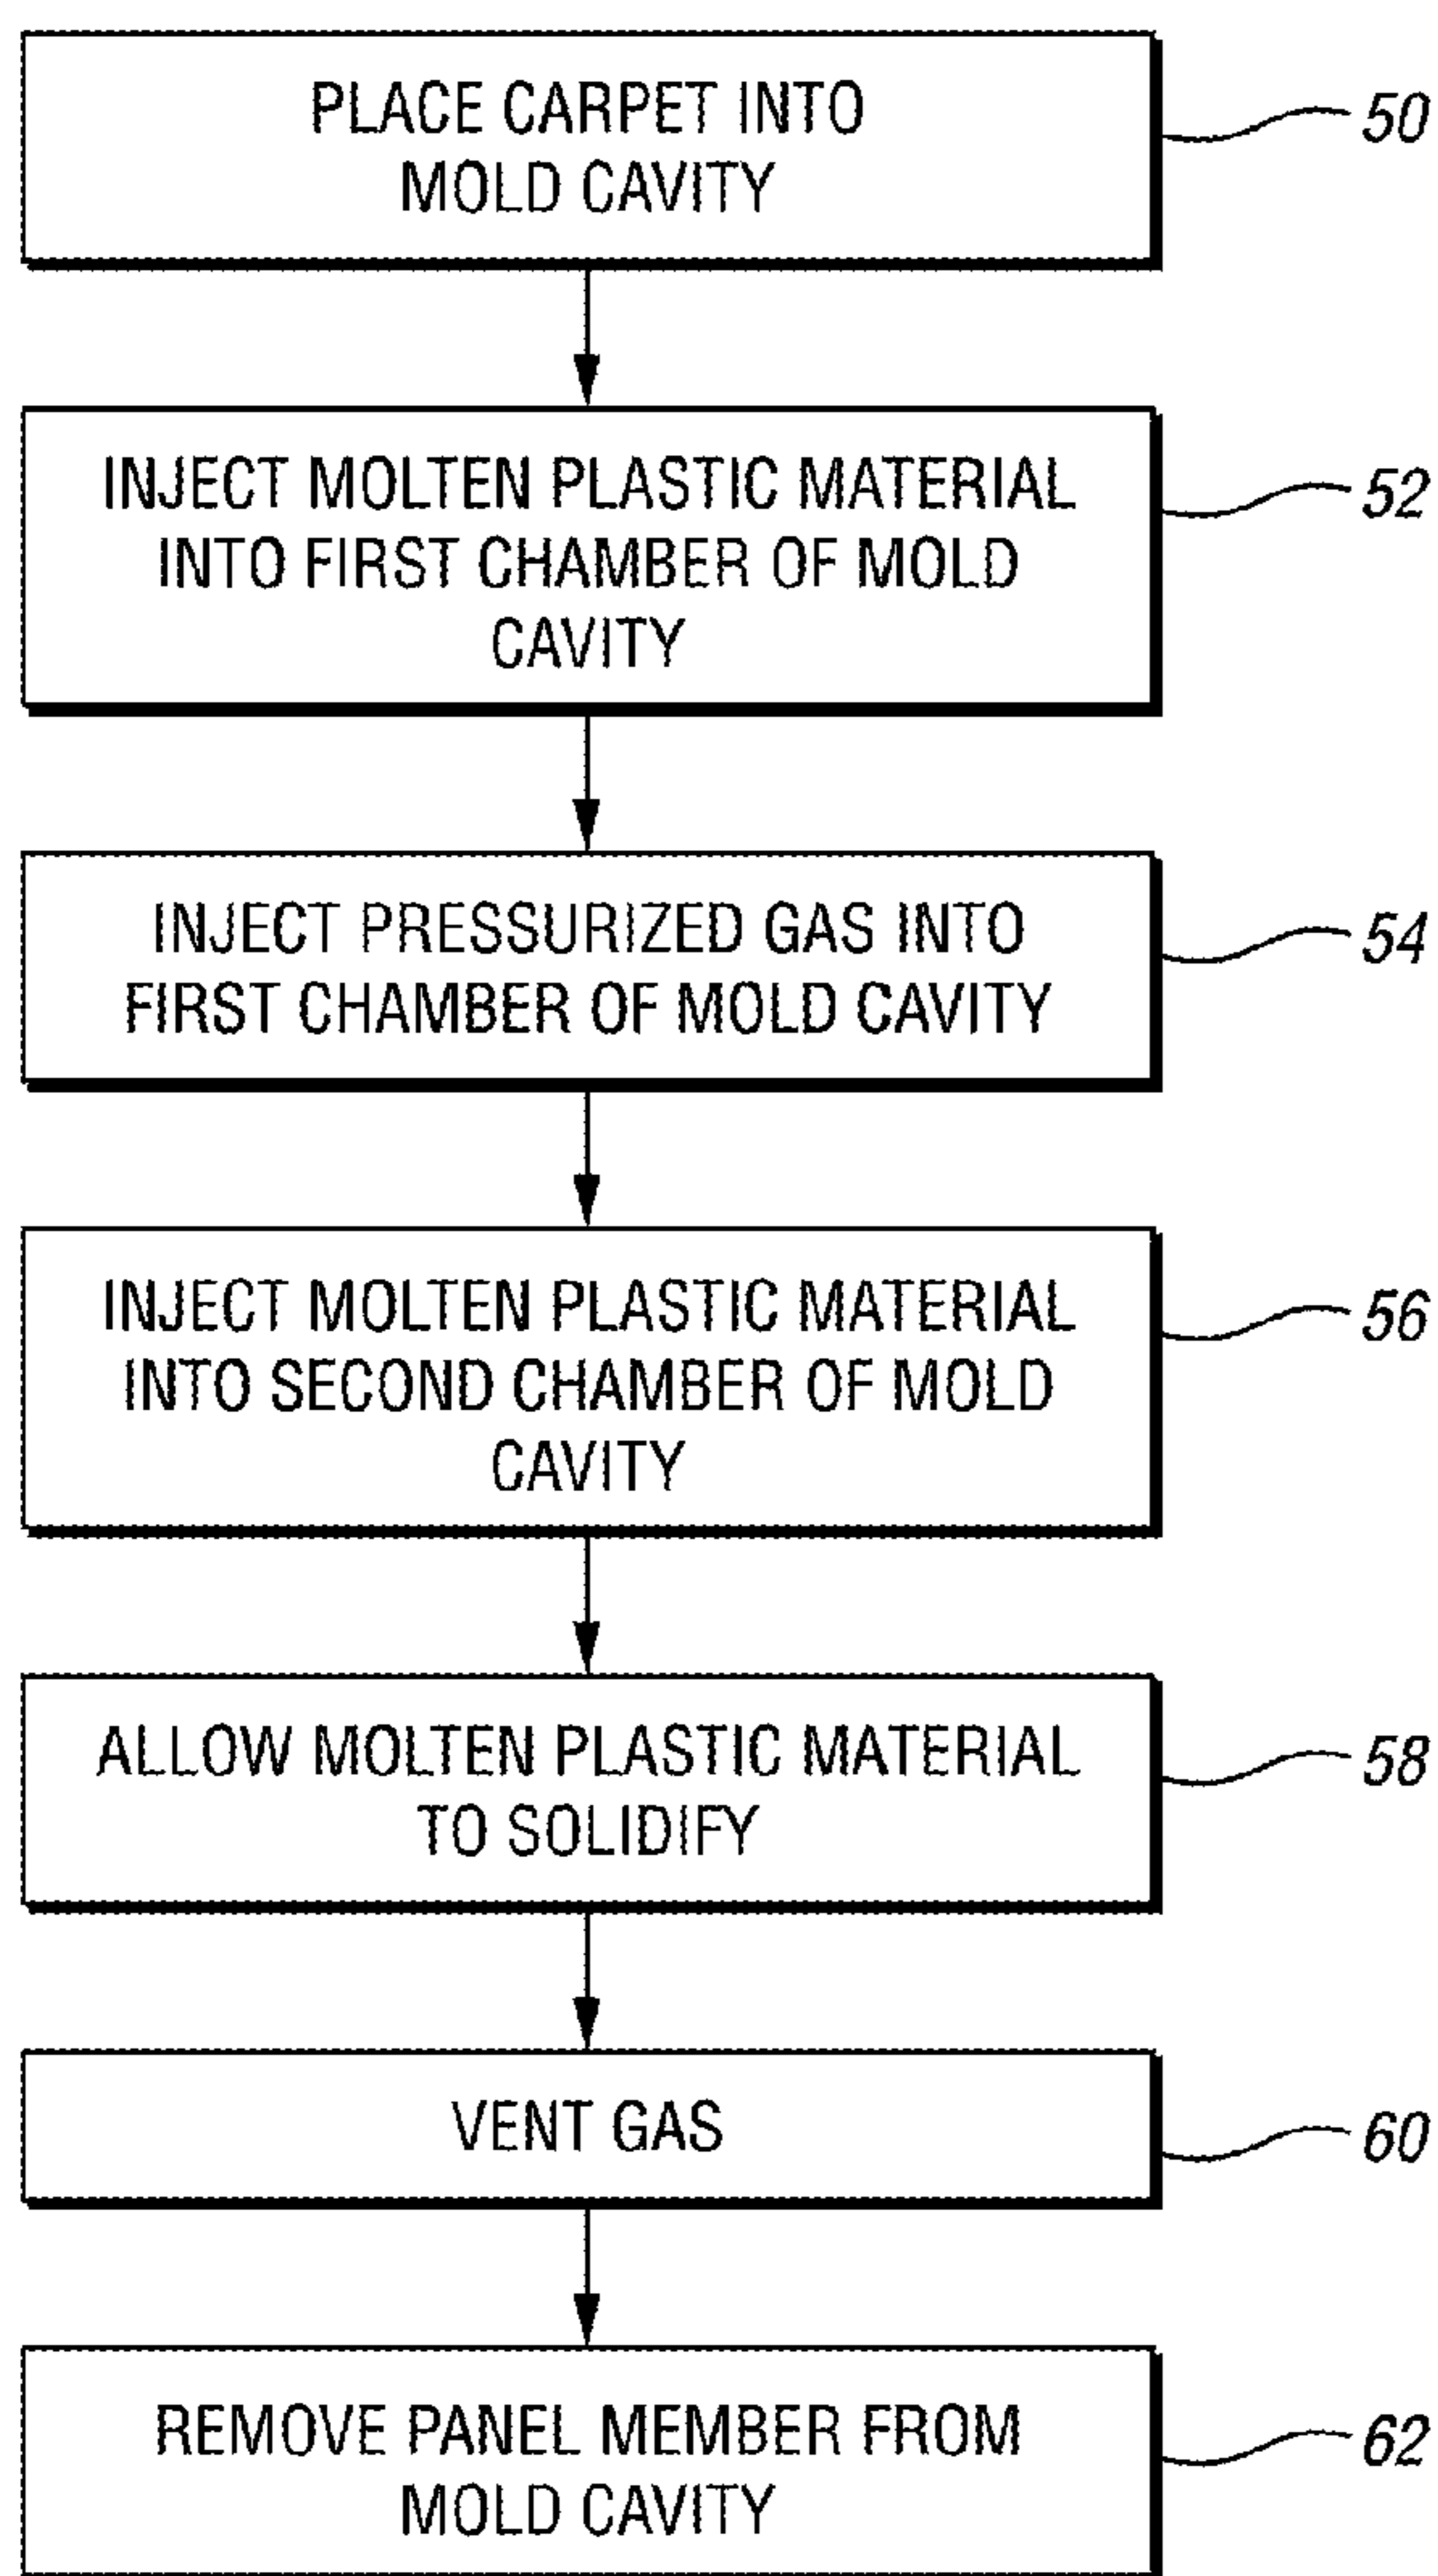 PLACE CARPET INTO
MOLD CAVITY
50
INJECT MOLTEN PLASTIC MATERIAL
INTO FIRST CHAMBER OF MOLD
CAVITY
52
INJECT PRESSURIZED GAS INTO
FIRST CHAMBER OF MOLD CAVITY
54
INJECT MOLTEN PLASTIC MATERIAL
INTO SECOND CHAMBER OF MOLD
CAVITY
56
ALLOW MOLTEN PLASTIC MATERIAL
TO SOLIDIFY
58
VENT GAS
60
REMOVE PANEL MEMBER FROM
MOLD CAVITY
62